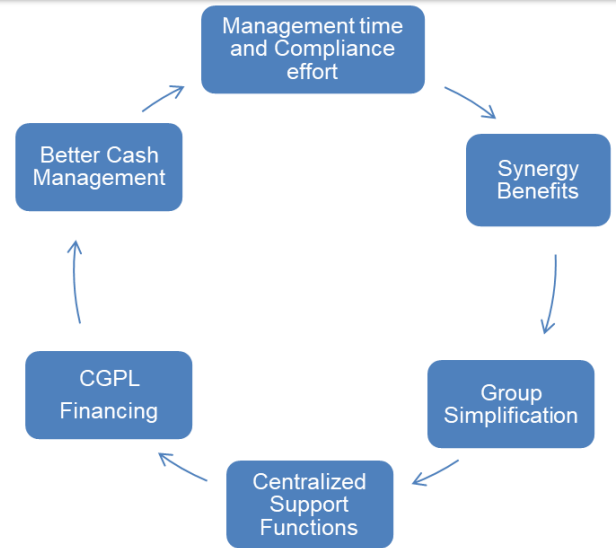 Management time
and Compliance
effort
Synergy
Benefits
Group
Simplification
Centralized
Support
Functions
CGPL
Financing
Better Cash
Management